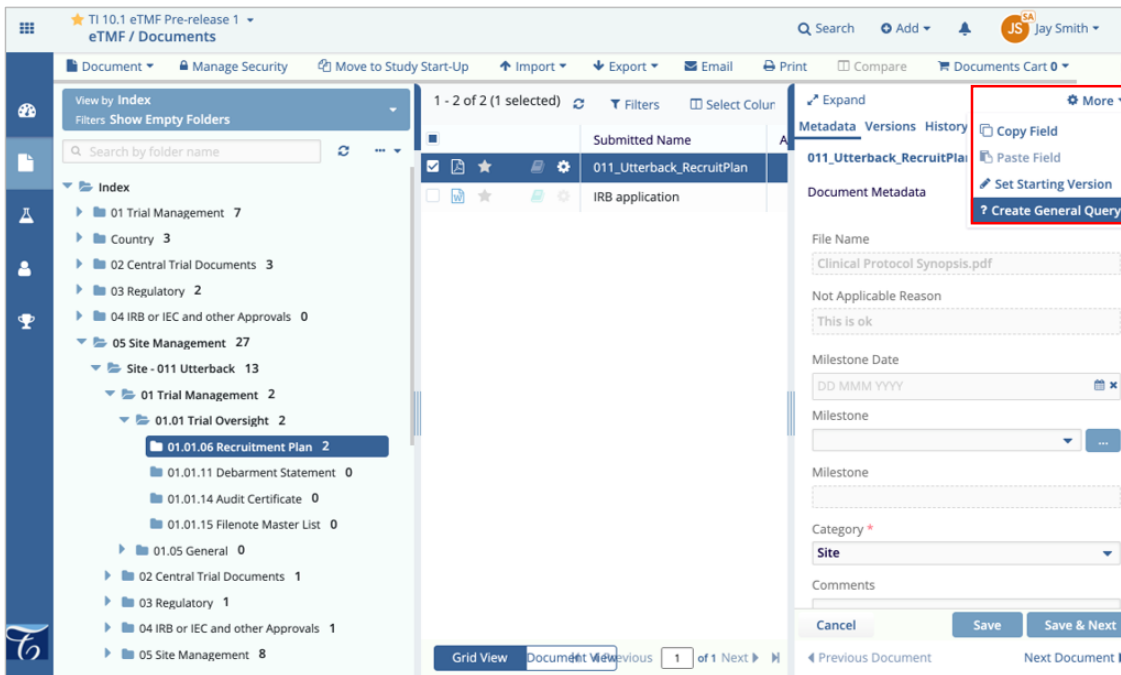 TI 10.1 eTMF Pre-release 1
eTMF / Documents
Search Add JS SA Jay Smith
Document Manage Security Move to Study Start-Up Import Export Email Print Compare Documents Cart 0
View by Index
Filters Show Empty Folders
Search by folder name
Index
01 Trial Management 7
Country 3
02 Central Trial Documents 3
03 Regulatory 2
04 IRB or IEC and other Approvals 0
05 Site Management 27
Site - 011 Utterback 13
01 Trial Management 2
01.01 Trial Oversight 2
01.01.06 Recruitment Plan 2
01.01.11 Debarment Statement 0
01.01.14 Audit Certificate 0
01.01.15 Filenote Master List 0
01.05 General 0
02 Central Trial Documents 1
03 Regulatory 1
04 IRB or IEC and other Approvals 1
05 Site Management 8
1 - 2 of 2 (1 selected) Filters Select Colur
Submitted Name A
011_Utterback_RecruitPlan
IRB application
Grid View Document View Previous 1 of 1 Next
Expand More
Metadata Versions History
Copy Field
Paste Field
Set Starting Version
? Create General Query
011_Utterback_RecruitPla
Document Metadata
File Name
Clinical Protocol Synopsis.pdf
Not Applicable Reason
This is ok
Milestone Date
DD MMM YYYY
Milestone
...
Milestone
Category *
Site
Comments
Cancel Save Save & Next
Previous Document Next Document